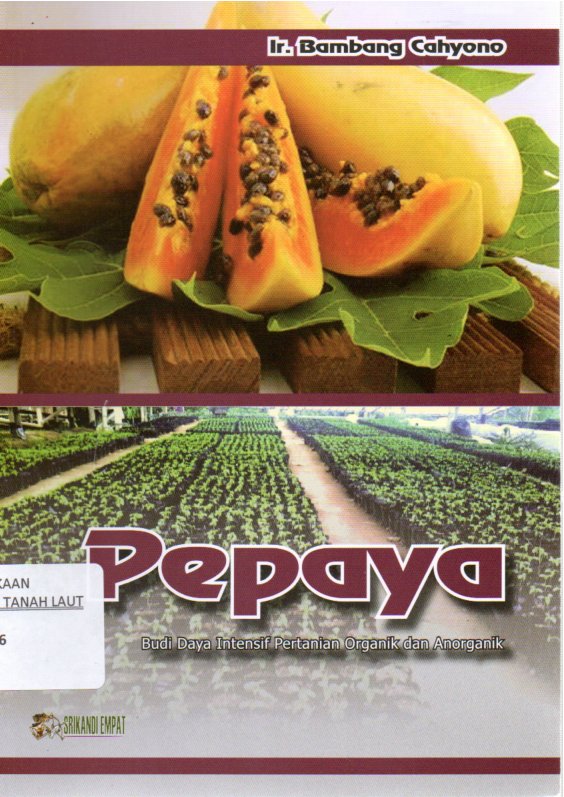 Ir. Bambang Cahyono
Pepaya
KAAN
TANAH LAUT
6
Budi Daya Intensif Pertanian Organik dan Anorganik
SRIKANDI EMPAT